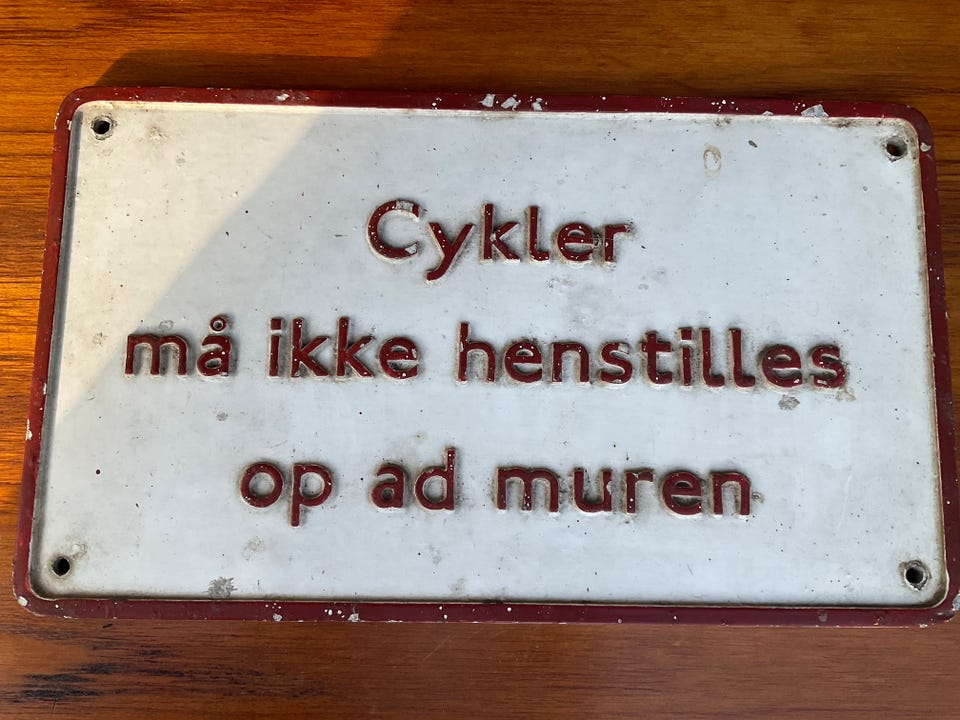 Cykler
må ikke henstilles
op ad muren